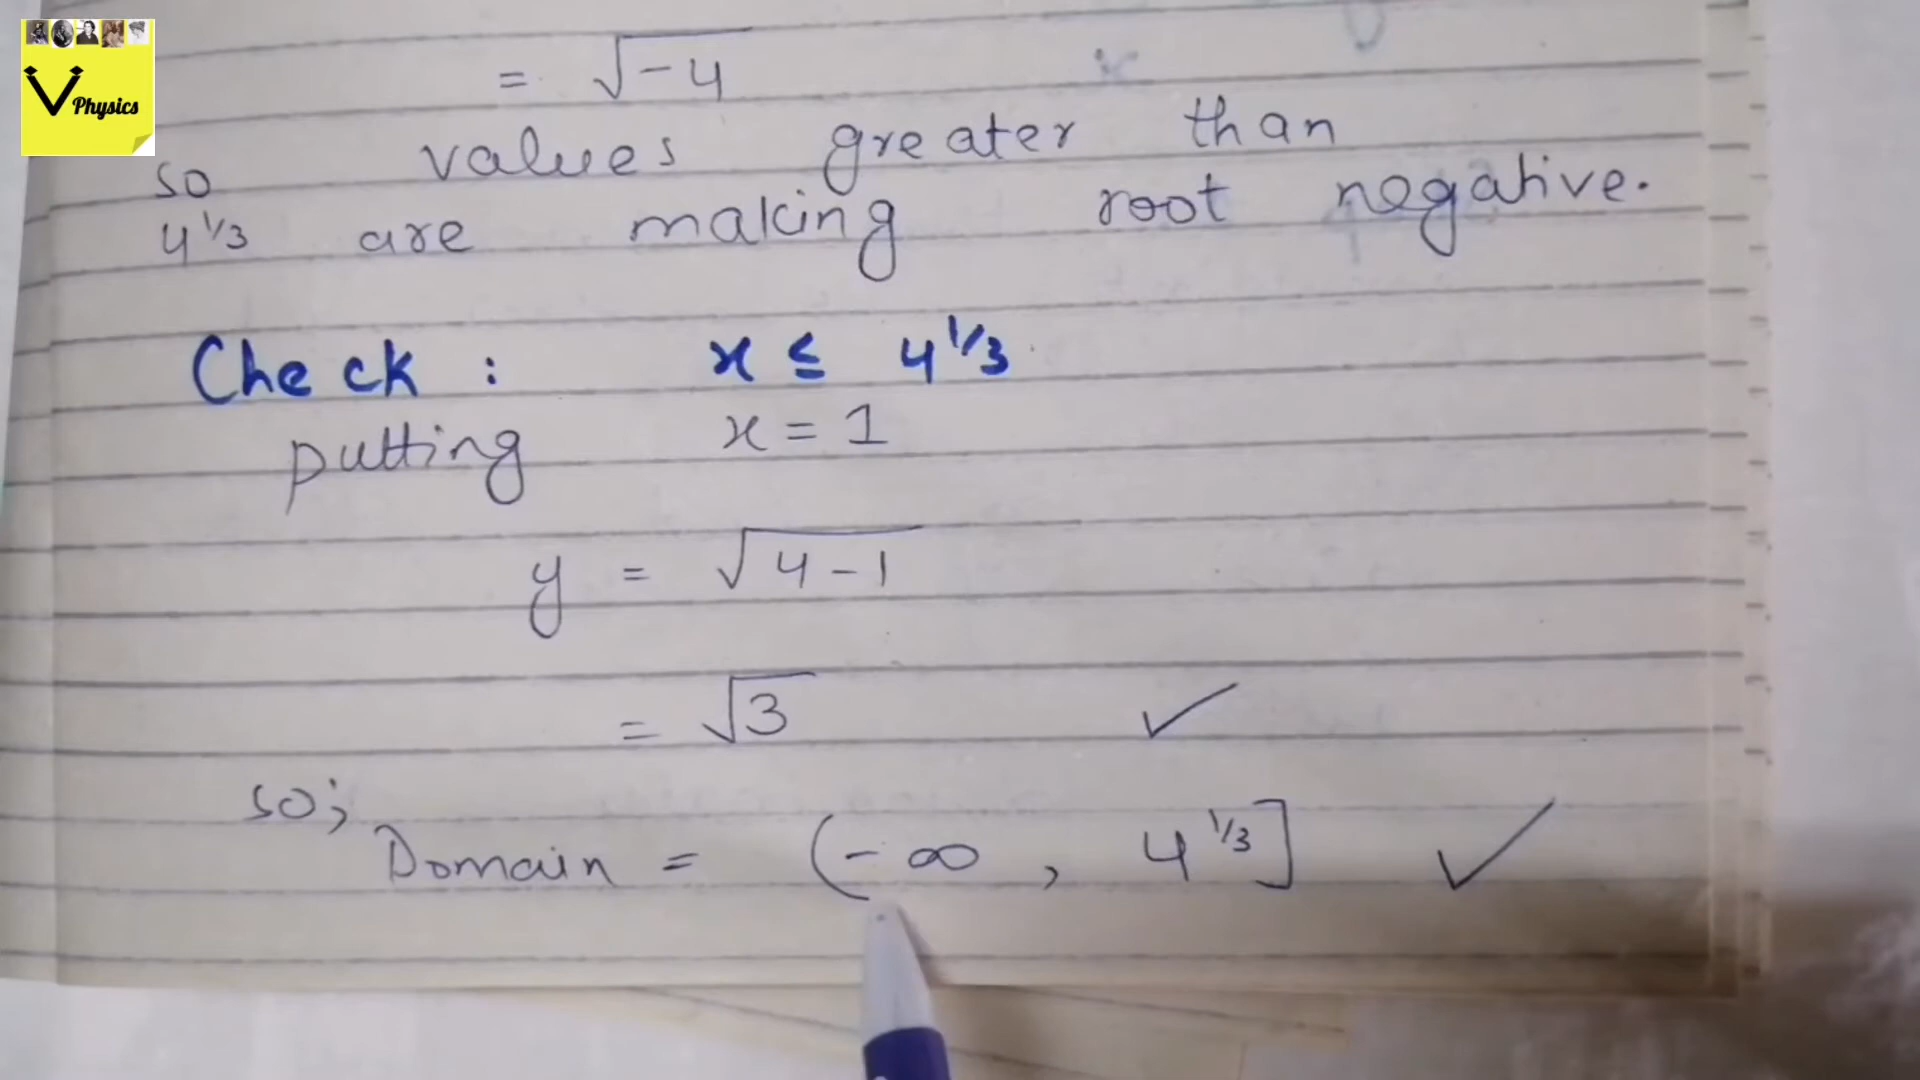 V Physics
= √-4
so values greater than
4^1/3 are making root negative.
Check : x ≤ 4^1/3
putting x = 1
y = √4-1
= √3 ✓
so;
Domain = (-∞ , 4^1/3] ✓